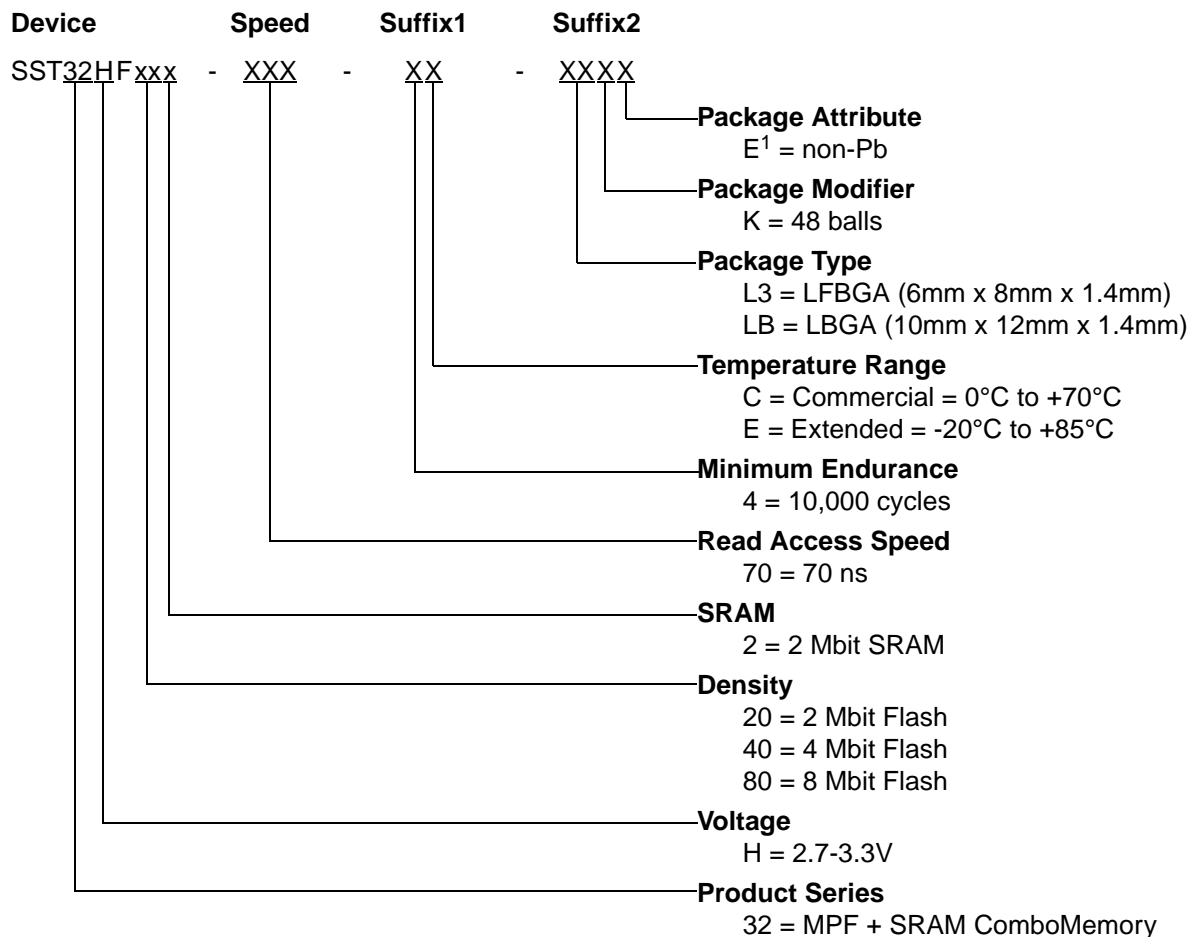 Device Speed Suffix1 Suffix2
SST32HFxxx - XXX - XX - XXXX
Package Attribute
E1 = non-Pb
Package Modifier
K = 48 balls
Package Type
L3 = LFBGA (6mm x 8mm x 1.4mm)
LB = LBGA (10mm x 12mm x 1.4mm)
Temperature Range
C = Commercial = 0°C to +70°C
E = Extended = -20°C to +85°C
Minimum Endurance
4 = 10,000 cycles
Read Access Speed
70 = 70 ns
SRAM
2 = 2 Mbit SRAM
Density
20 = 2 Mbit Flash
40 = 4 Mbit Flash
80 = 8 Mbit Flash
Voltage
H = 2.7-3.3V
Product Series
32 = MPF + SRAM ComboMemory